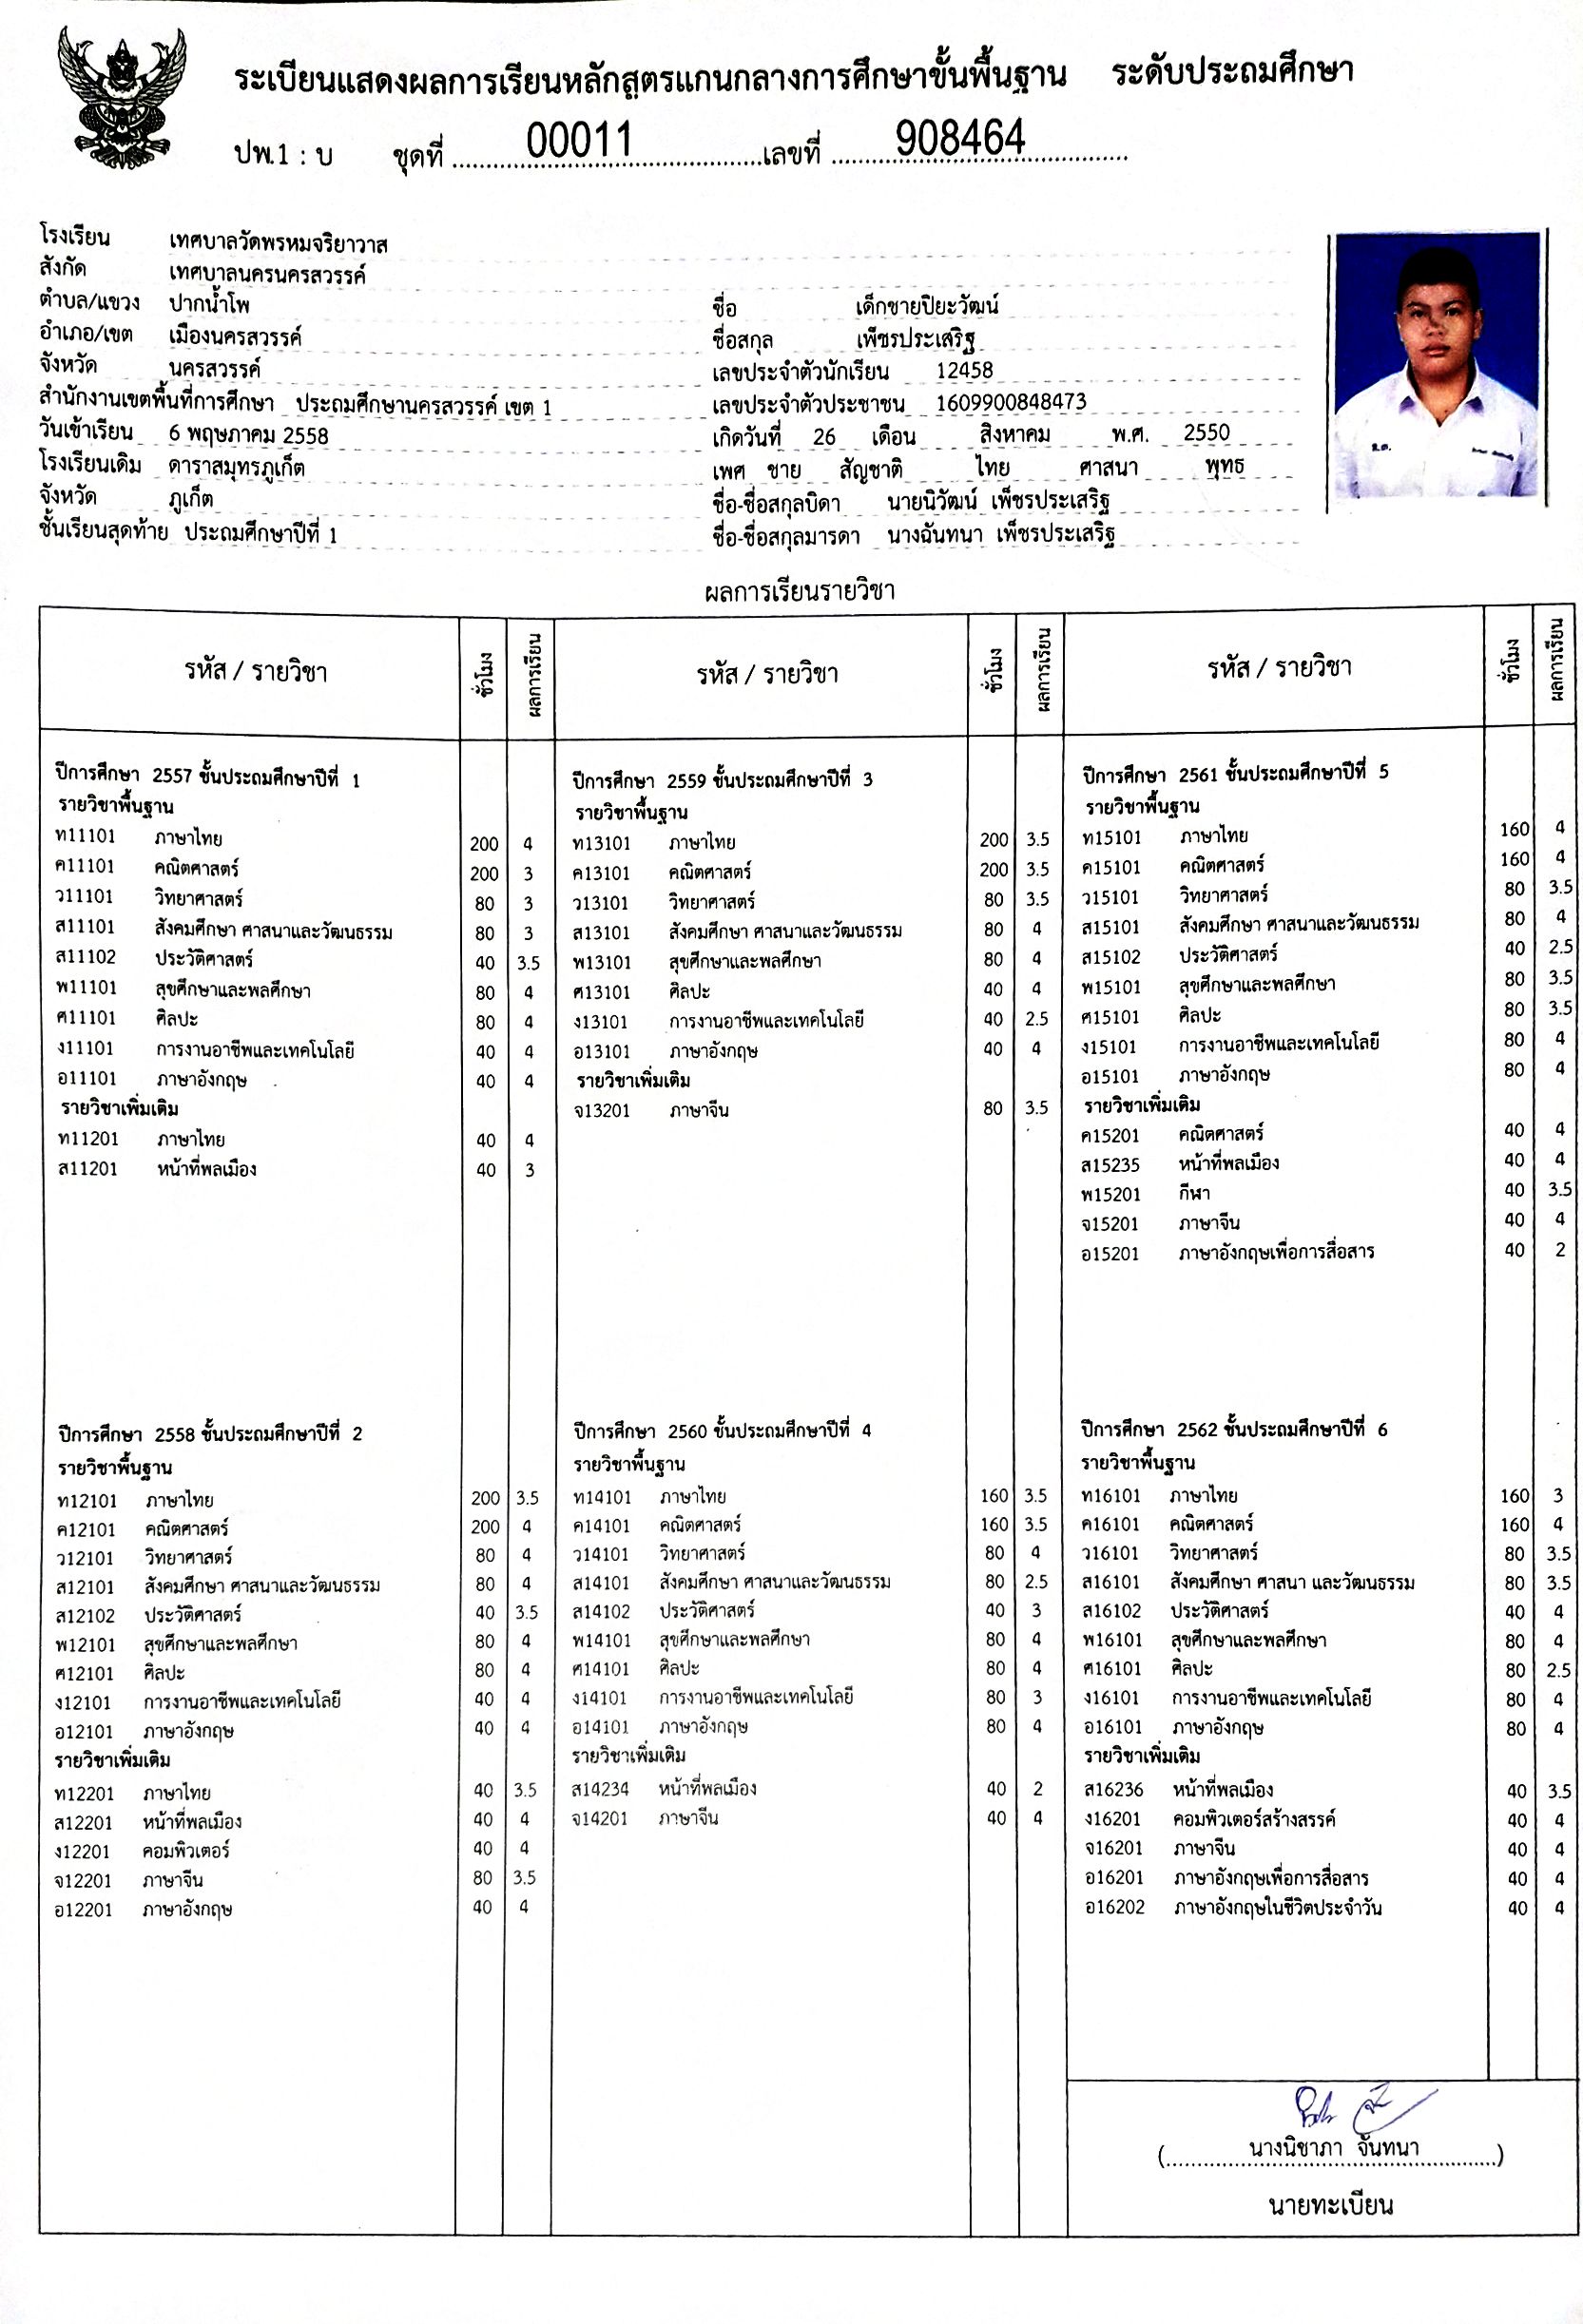 ระเบียนแสดงผลการเรียนหลักสูตรแกนกลางการศึกษาขั้นพื้นฐาน ระดับประถมศึกษา
ปพ.1 : บ ชุดที่ 00011 เลขที่ 908464
โรงเรียน เทศบาลวัดพรหมจริยาวาส
สังกัด เทศบาลนครนครสวรรค์
ตำบล/แขวง ปากน้ำโพ
อำเภอ/เขต เมืองนครสวรรค์
จังหวัด นครสวรรค์
สำนักงานเขตพื้นที่การศึกษา ประถมศึกษานครสวรรค์ เขต 1
วันเข้าเรียน 6 พฤษภาคม 2558
โรงเรียนเดิม ดาราสมุทรภูเก็ต
จังหวัด ภูเก็ต
ชั้นเรียนสุดท้าย ประถมศึกษาปีที่ 1
ชื่อ เด็กชายปิยะวัฒน์
ชื่อสกุล เพ็ชรประเสริฐ
เลขประจำตัวนักเรียน 12458
เลขประจำตัวประชาชน 1609900848473
เกิดวันที่ 26 เดือน สิงหาคม พ.ศ. 2550
เพศ ชาย สัญชาติ ไทย ศาสนา พุทธ
ชื่อ-ชื่อสกุลบิดา นายนิวัฒน์ เพ็ชรประเสริฐ
ชื่อ-ชื่อสกุลมารดา นางฉันทนา เพ็ชรประเสริฐ
ผลการเรียนรายวิชา
รหัส / รายวิชา ชั่วโมง ผลการเรียน
ปีการศึกษา 2557 ชั้นประถมศึกษาปีที่ 1
รายวิชาพื้นฐาน
ท11101 ภาษาไทย 200 4
ค11101 คณิตศาสตร์ 200 3
ว11101 วิทยาศาสตร์ 80 3
ส11101 สังคมศึกษา ศาสนาและวัฒนธรรม 80 3
ส11102 ประวัติศาสตร์ 40 3.5
พ11101 สุขศึกษาและพลศึกษา 80 4
ศ11101 ศิลปะ 80 4
ง11101 การงานอาชีพและเทคโนโลยี 40 4
อ11101 ภาษาอังกฤษ 40 4
รายวิชาเพิ่มเติม
ท11201 ภาษาไทย 40 4
ส11201 หน้าที่พลเมือง 40 3
ปีการศึกษา 2558 ชั้นประถมศึกษาปีที่ 2
รายวิชาพื้นฐาน
ท12101 ภาษาไทย 200 3.5
ค12101 คณิตศาสตร์ 200 4
ว12101 วิทยาศาสตร์ 80 4
ส12101 สังคมศึกษา ศาสนาและวัฒนธรรม 80 4
ส12102 ประวัติศาสตร์ 40 3.5
พ12101 สุขศึกษาและพลศึกษา 80 4
ศ12101 ศิลปะ 80 4
ง12101 การงานอาชีพและเทคโนโลยี 40 4
อ12101 ภาษาอังกฤษ 40 4
รายวิชาเพิ่มเติม
ท12201 ภาษาไทย 40 3.5
ส12201 หน้าที่พลเมือง 40 4
ง12201 คอมพิวเตอร์ 40 4
จ12201 ภาษาจีน 80 3.5
อ12201 ภาษาอังกฤษ 40 4
รหัส / รายวิชา ชั่วโมง ผลการเรียน
ปีการศึกษา 2559 ชั้นประถมศึกษาปีที่ 3
รายวิชาพื้นฐาน
ท13101 ภาษาไทย 200 3.5
ค13101 คณิตศาสตร์ 200 3.5
ว13101 วิทยาศาสตร์ 80 3.5
ส13101 สังคมศึกษา ศาสนาและวัฒนธรรม 80 4
พ13101 สุขศึกษาและพลศึกษา 80 4
ศ13101 ศิลปะ 40 4
ง13101 การงานอาชีพและเทคโนโลยี 40 2.5
อ13101 ภาษาอังกฤษ 40 4
รายวิชาเพิ่มเติม
จ13201 ภาษาจีน 80 3.5
ปีการศึกษา 2560 ชั้นประถมศึกษาปีที่ 4
รายวิชาพื้นฐาน
ท14101 ภาษาไทย 160 3.5
ค14101 คณิตศาสตร์ 160 3.5
ว14101 วิทยาศาสตร์ 80 4
ส14101 สังคมศึกษา ศาสนาและวัฒนธรรม 80 2.5
ส14102 ประวัติศาสตร์ 40 3
พ14101 สุขศึกษาและพลศึกษา 80 4
ศ14101 ศิลปะ 80 4
ง14101 การงานอาชีพและเทคโนโลยี 80 3
อ14101 ภาษาอังกฤษ 80 4
รายวิชาเพิ่มเติม
ส14234 หน้าที่พลเมือง 40 2
จ14201 ภาษาจีน 40 4
รหัส / รายวิชา ชั่วโมง ผลการเรียน
ปีการศึกษา 2561 ชั้นประถมศึกษาปีที่ 5
รายวิชาพื้นฐาน
ท15101 ภาษาไทย 160 4
ค15101 คณิตศาสตร์ 160 4
ว15101 วิทยาศาสตร์ 80 3.5
ส15101 สังคมศึกษา ศาสนาและวัฒนธรรม 80 4
ส15102 ประวัติศาสตร์ 40 2.5
พ15101 สุขศึกษาและพลศึกษา 80 3.5
ศ15101 ศิลปะ 80 3.5
ง15101 การงานอาชีพและเทคโนโลยี 80 4
อ15101 ภาษาอังกฤษ 80 4
รายวิชาเพิ่มเติม
ค15201 คณิตศาสตร์ 40 4
ส15235 หน้าที่พลเมือง 40 4
พ15201 กีฬา 40 3.5
จ15201 ภาษาจีน 40 4
อ15201 ภาษาอังกฤษเพื่อการสื่อสาร 40 2
ปีการศึกษา 2562 ชั้นประถมศึกษาปีที่ 6
รายวิชาพื้นฐาน
ท16101 ภาษาไทย 160 3
ค16101 คณิตศาสตร์ 160 4
ว16101 วิทยาศาสตร์ 80 3.5
ส16101 สังคมศึกษา ศาสนา และวัฒนธรรม 80 3.5
ส16102 ประวัติศาสตร์ 40 4
พ16101 สุขศึกษาและพลศึกษา 80 4
ศ16101 ศิลปะ 80 2.5
ง16101 การงานอาชีพและเทคโนโลยี 80 4
อ16101 ภาษาอังกฤษ 80 4
รายวิชาเพิ่มเติม
ส16236 หน้าที่พลเมือง 40 3.5
ง16201 คอมพิวเตอร์สร้างสรรค์ 40 4
จ16201 ภาษาจีน 40 4
อ16201 ภาษาอังกฤษเพื่อการสื่อสาร 40 4
อ16202 ภาษาอังกฤษในชีวิตประจำวัน 40 4
(นางนิชาภา จันทนา)
นายทะเบียน